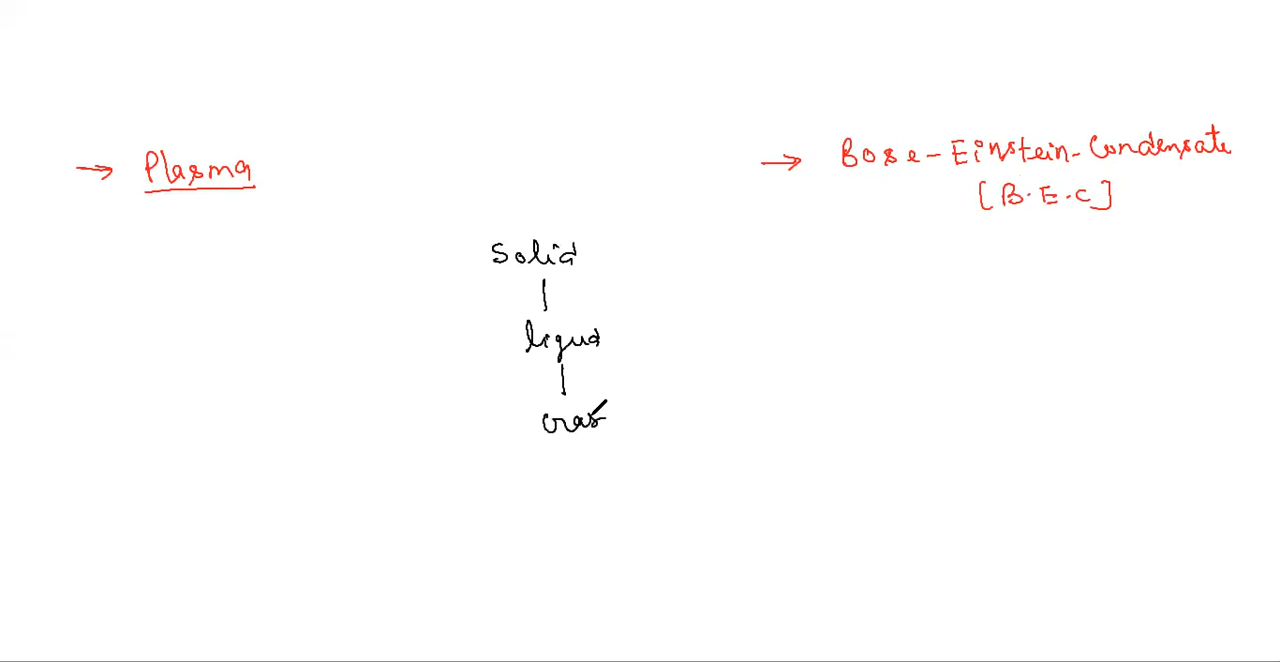 → Plasma
→ Bose-Einstein-Condensate
[B.E.C]
Solid
liquid
Gas